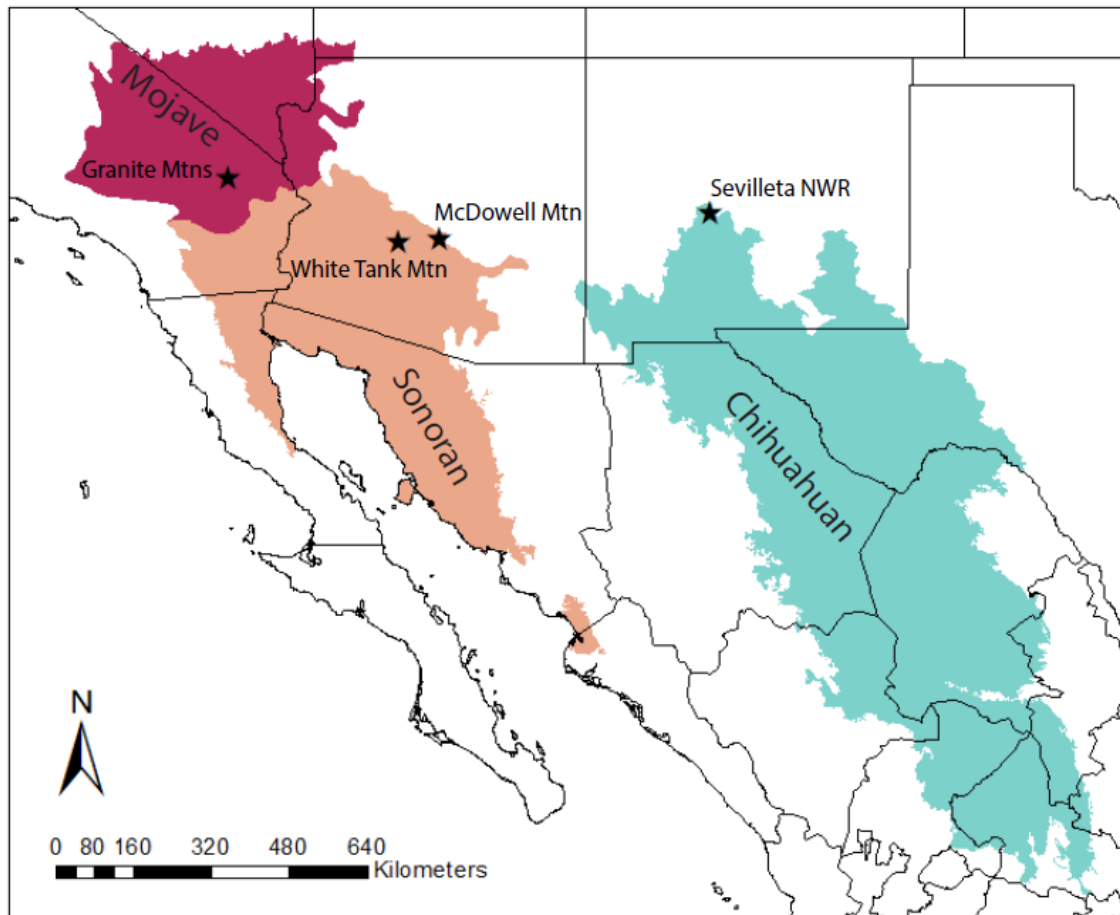 Mojave
Granite Mtns
Sevilleta NWR
McDowell Mtn
White Tank Mtn
Sonoran
Chihuahuan
N
0 80 160 320 480 640
Kilometers